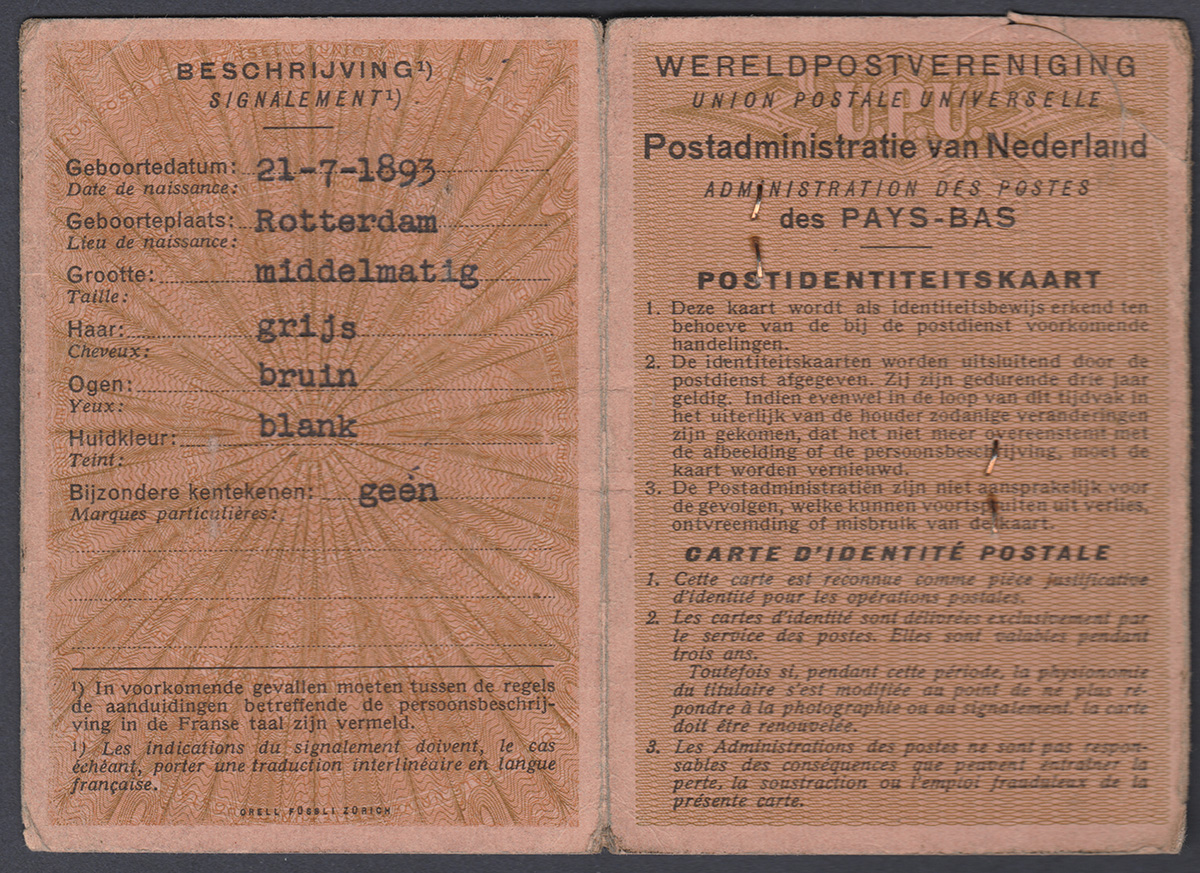 BESCHRIJVING¹)
SIGNALEMENT¹)
Geboortedatum: 21-7-1893
Date de naissance:
Geboorteplaats: Rotterdam
Lieu de naissance:
Grootte: middelmatig
Taille:
Haar: grijs
Cheveux:
Ogen: bruin
Yeux:
Huidkleur: blank
Teint:
Bijzondere kentekenen: geén
Marques particulières:
¹) In voorkomende gevallen moeten tussen de regels
de aanduidingen betreffende de persoonsbeschrij-
ving in de Franse taal zijn vermeld.
¹) Les indications du signalement doivent, le cas
échéant, porter une traduction interlinéaire en langue
française.
ORELL FÜSSLI ZÜRICH
WERELDPOSTVERENIGING
UNION POSTALE UNIVERSELLE
U.P.U.
Postadministratie van Nederland
ADMINISTRATION DES POSTES
des PAYS-BAS
POSTIDENTITEITSKAART
1. Deze kaart wordt als identiteitsbewijs erkend ten
behoeve van de bij de postdienst voorkomende
handelingen.
2. De identiteitskaarten worden uitsluitend door de
postdienst afgegeven. Zij zijn gedurende drie jaar
geldig. Indien evenwel in de loop van dit tijdvak in
het uiterlijk van de houder zodanige veranderingen
zijn gekomen, dat het niet meer overeenstemt met
de afbeelding of de persoonsbeschrijving, moet de
kaart worden vernieuwd.
3. De Postadministratiën zijn niet aansprakelijk voor
de gevolgen, welke kunnen voortspruiten uit verlies,
ontvreemding of misbruik van de kaart.
CARTE D'IDENTITÉ POSTALE
1. Cette carte est reconnue comme pièce justificative
d'identité pour les opérations postales.
2. Les cartes d'identité sont délivrées exclusivement par
le service des postes. Elles sont valables pendant
trois ans.
Toutefois si, pendant cette période, la physionomie
du titulaire s'est modifiée au point de ne plus ré-
pondre à la photographie ou au signalement, la carte
doit être renouvelée.
3. Les Administrations des postes ne sont pas respon-
sables des conséquences que peuvent entraîner la
perte, la soustraction ou l'emploi frauduleux de la
présente carte.